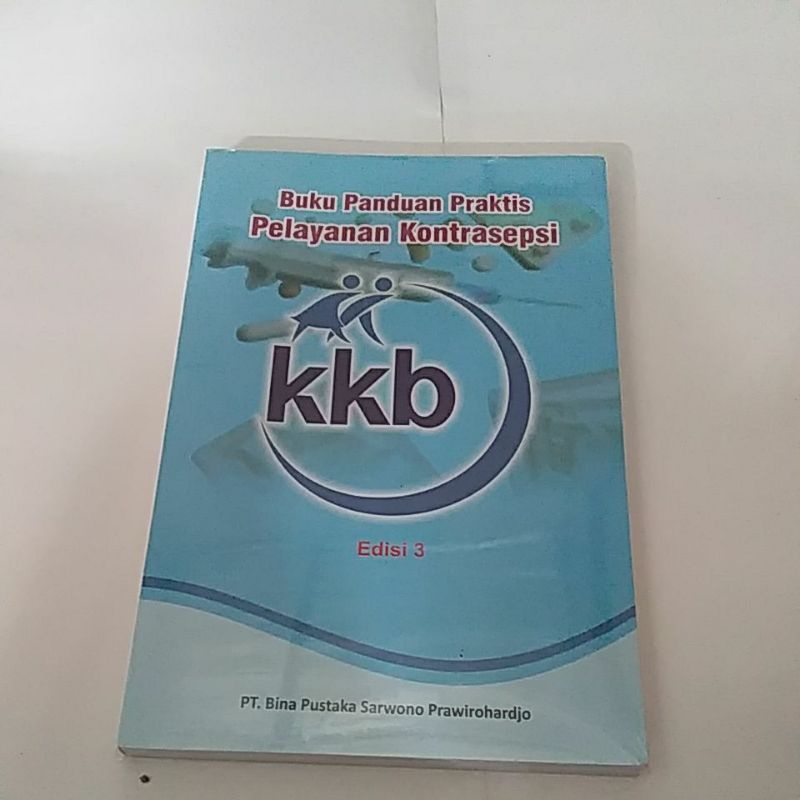 Buku Panduan Praktis
Pelayanan Kontrasepsi
kkb
Edisi 3
PT. Bina Pustaka Sarwono Prawirohardjo